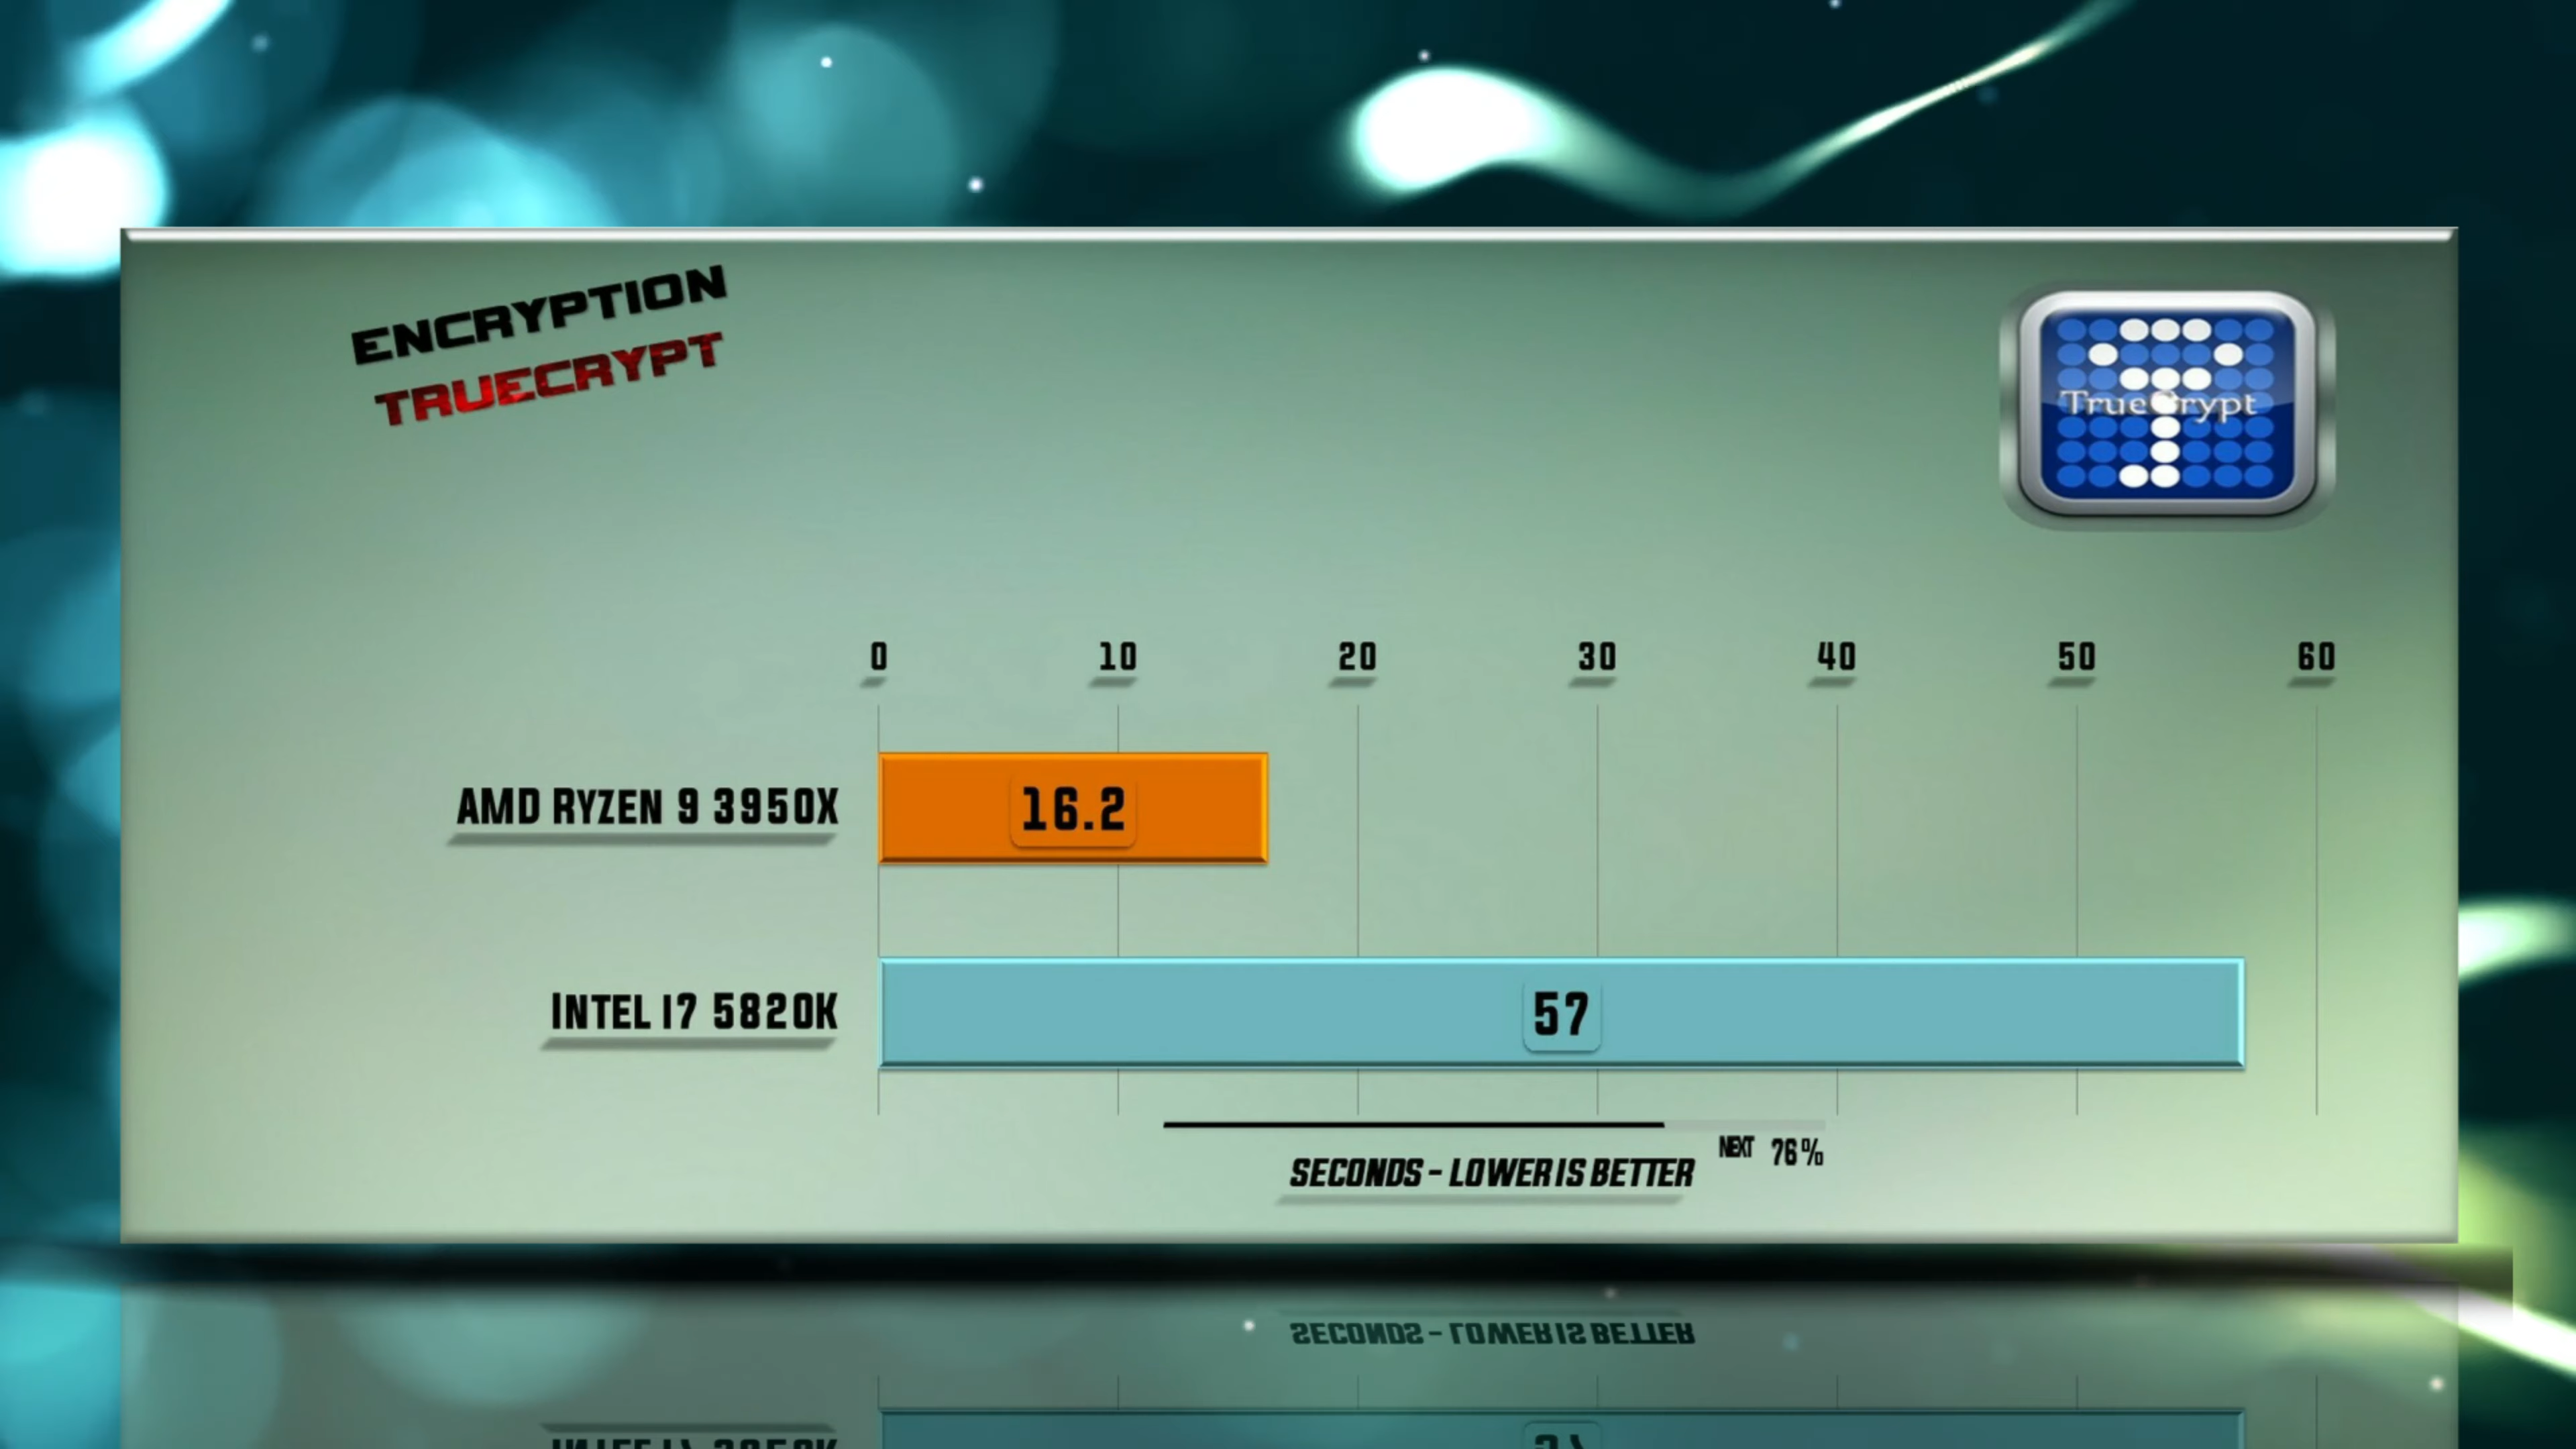 ENCRYPTION
TRUECRYPT
TrueCrypt
0 10 20 30 40 50 60
AMD RYZEN 9 3950X 16.2
INTEL I7 5820K 57
NEXT 76%
SECONDS - LOWER IS BETTER
SECONDS - LOWER IS BETTER